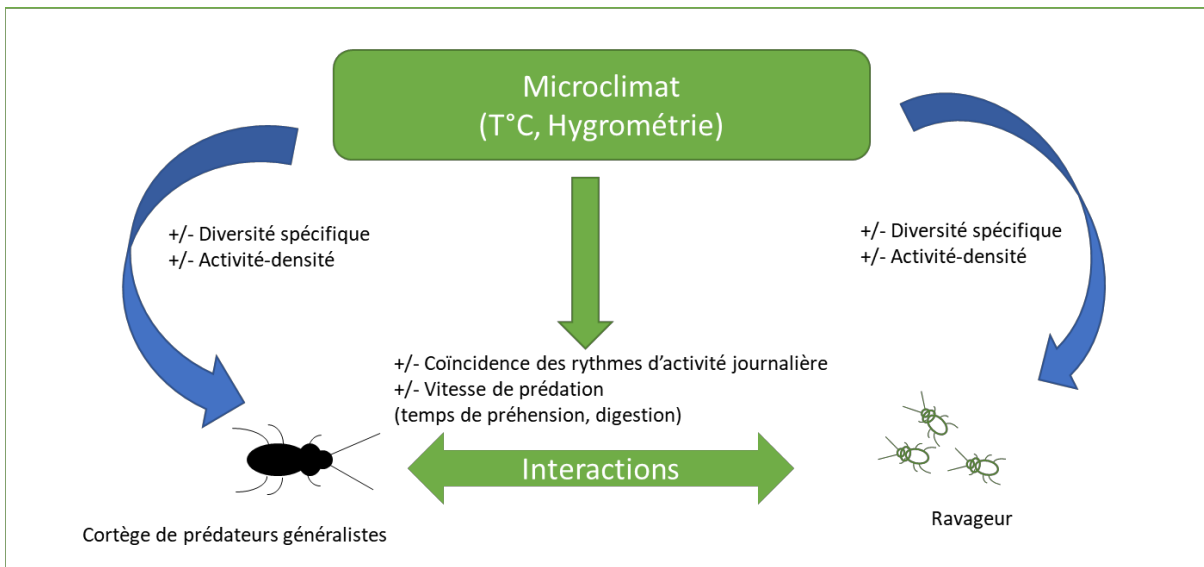 Microclimat
(T°C, Hygrométrie)
+/- Diversité spécifique
+/- Activité-densité
+/- Diversité spécifique
+/- Activité-densité
+/- Coïncidence des rythmes d’activité journalière
+/- Vitesse de prédation
(temps de préhension, digestion)
Interactions
Cortège de prédateurs généralistes
Ravageur